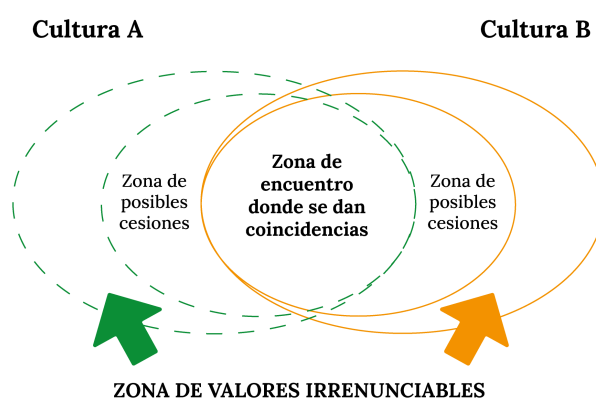 Cultura A
Cultura B
Zona de
posibles
cesiones
Zona de
encuentro
donde se dan
coincidencias
Zona de
posibles
cesiones
ZONA DE VALORES IRRENUNCIABLES